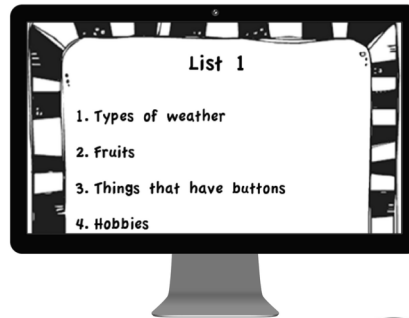 List 1
1. Types of weather
2. Fruits
3. Things that have buttons
4. Hobbies